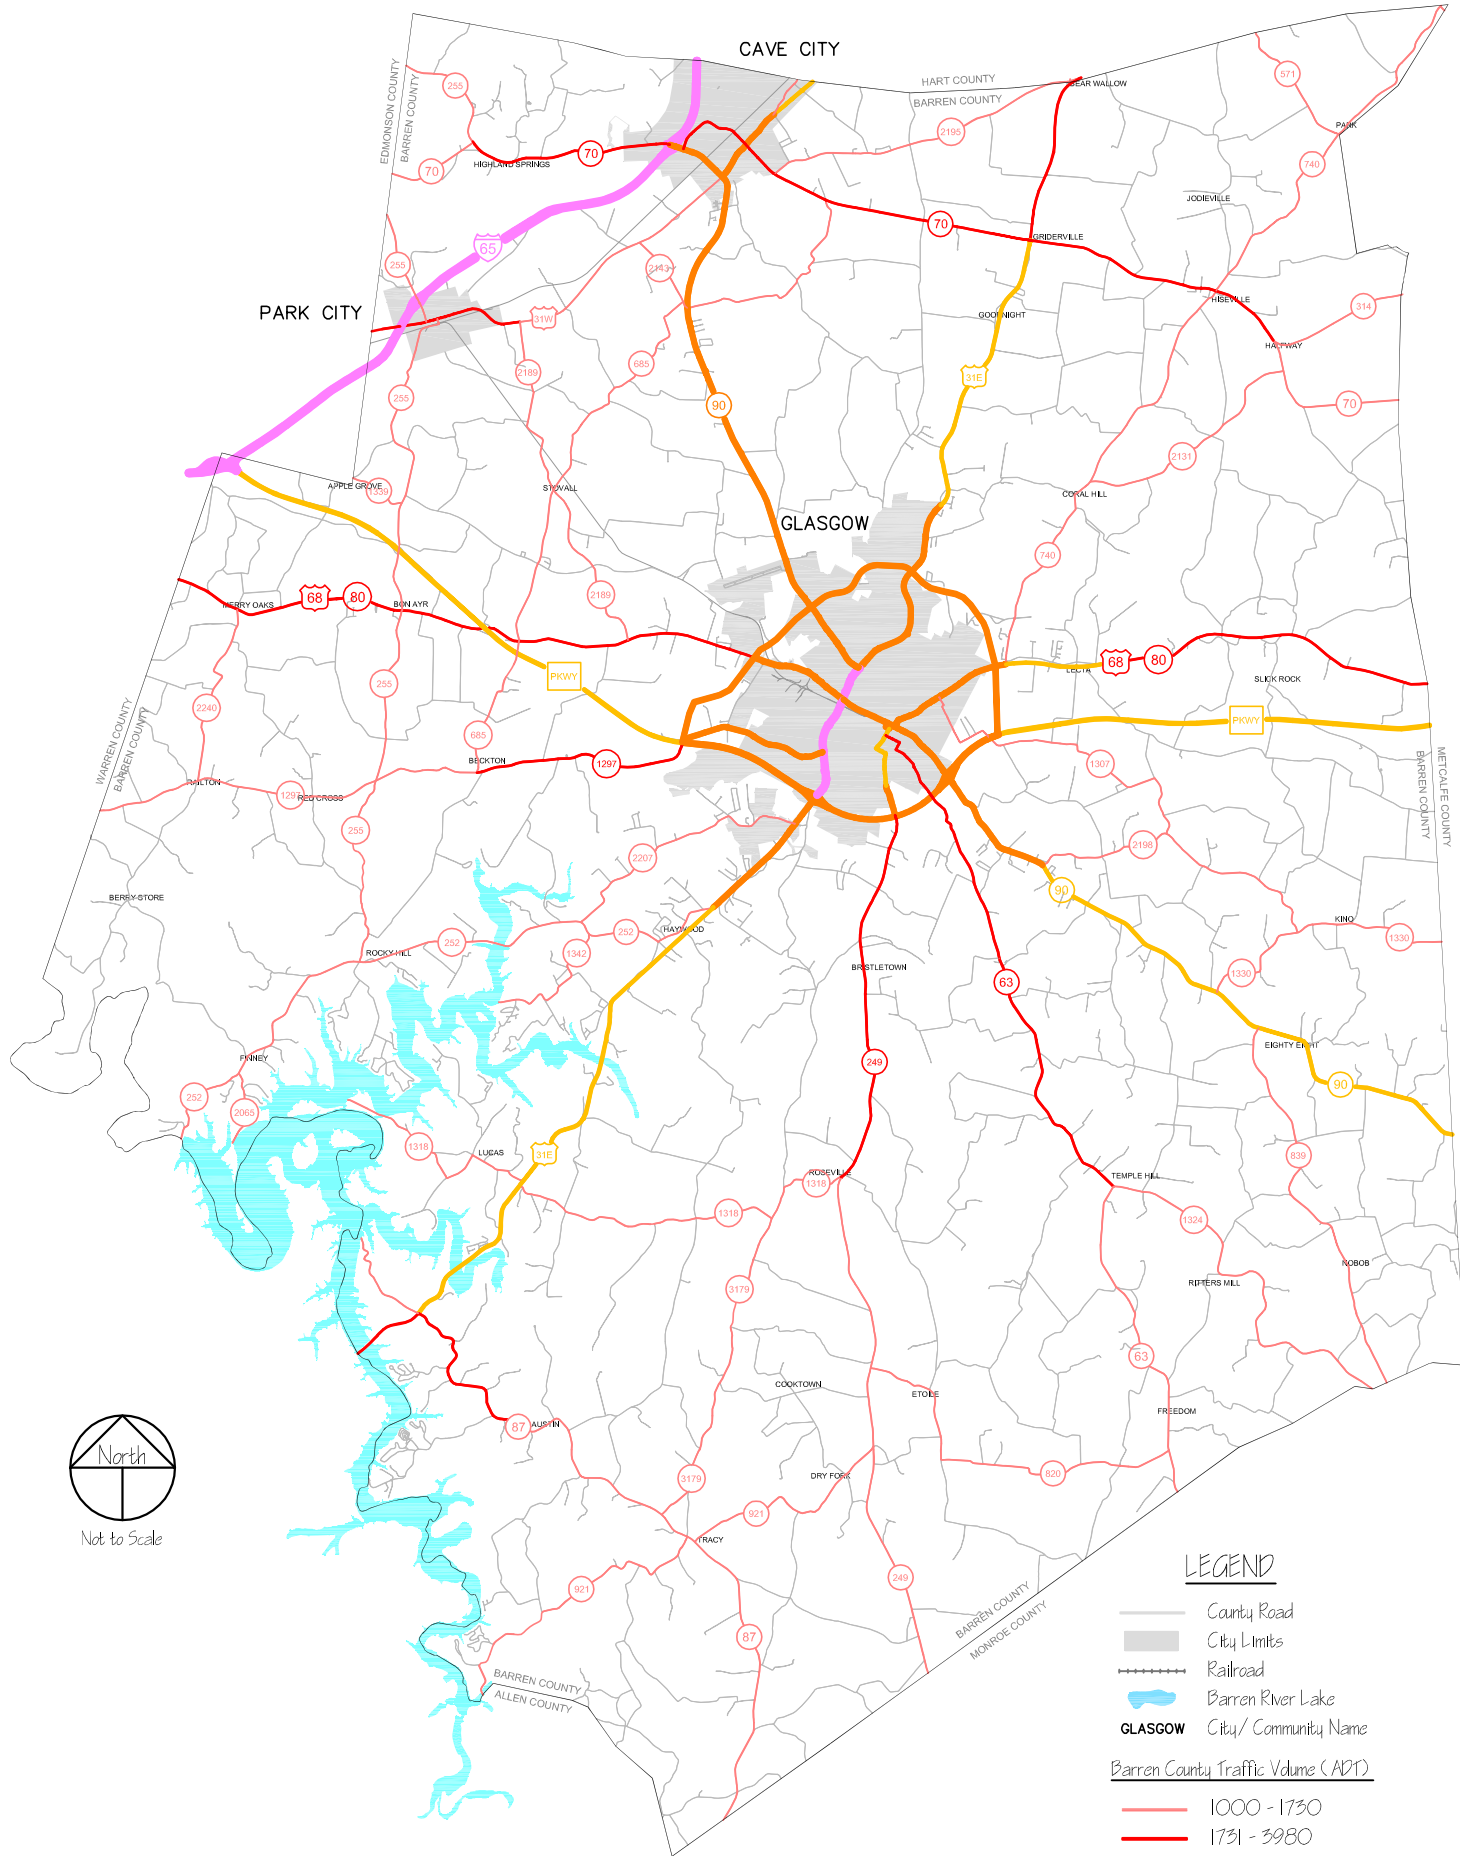 CAVE CITY
HART COUNTY
BARREN COUNTY
BEAR WALLOW
571
EDMONSON COUNTY
BARREN COUNTY
255
2195
PARK
70
HIGHLAND SPRINGS
70
740
JODIEVILLE
70
GRIDERVILLE
65
255
2143
HISEVILLE
314
PARK CITY
31W
GOODNIGHT
HALFWAY
685
2189
31E
255
90
70
2131
APPLE GROVE
1339
STOVALL
CORAL HILL
GLASGOW
740
MERRY OAKS
68
80
BON AYR
2189
68
80
LECTA
SLICK ROCK
PKWY
255
2240
PKWY
WARREN COUNTY
BARREN COUNTY
685
BECKTON
1297
1307
METCALFE COUNTY
BARREN COUNTY
RAILTON
1297
RED CROSS
255
2207
2198
BERRY STORE
90
KINO
252
252
HAYWOOD
1330
ROCKY HILL
1342
BRISTLETOWN
1330
63
FINNEY
249
EIGHTY EIGHT
90
252
2065
1318
LUCAS
31E
839
ROSEVILLE
1318
TEMPLE HILL
1318
1324
NOBOB
3179
RITTERS MILL
63
COOKTOWN
ETOILE
87
AUSTIN
FREEDOM
North
Not to Scale
3179
DRY FORK
820
921
TRACY
921
249
87
BARREN COUNTY
MONROE COUNTY
BARREN COUNTY
ALLEN COUNTY
LEGEND
County Road
City Limits
Railroad
Barren River Lake
GLASGOW City/ Community Name
Barren County Traffic Volume (ADT)
1000 - 1730
1731 - 3980